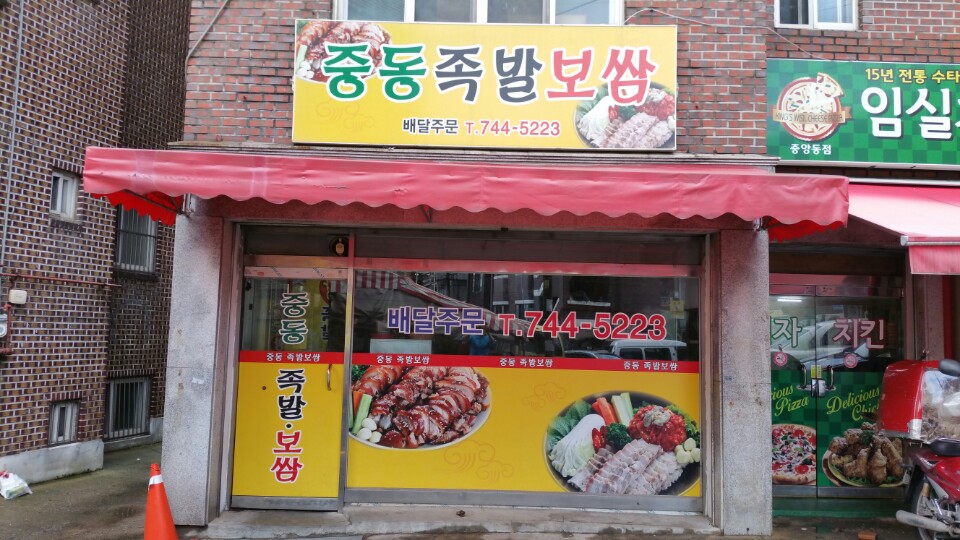 중동족발보쌈
배달주문 T.744-5223
15년 전통 수타
임실
중앙동점
중동
족발·보쌈
배달주문 T.744-5223
중동 족발보쌈
중동 족발보쌈
중동 족발보쌈
중동 족발보쌈
자 치킨
Pizza
Delicious